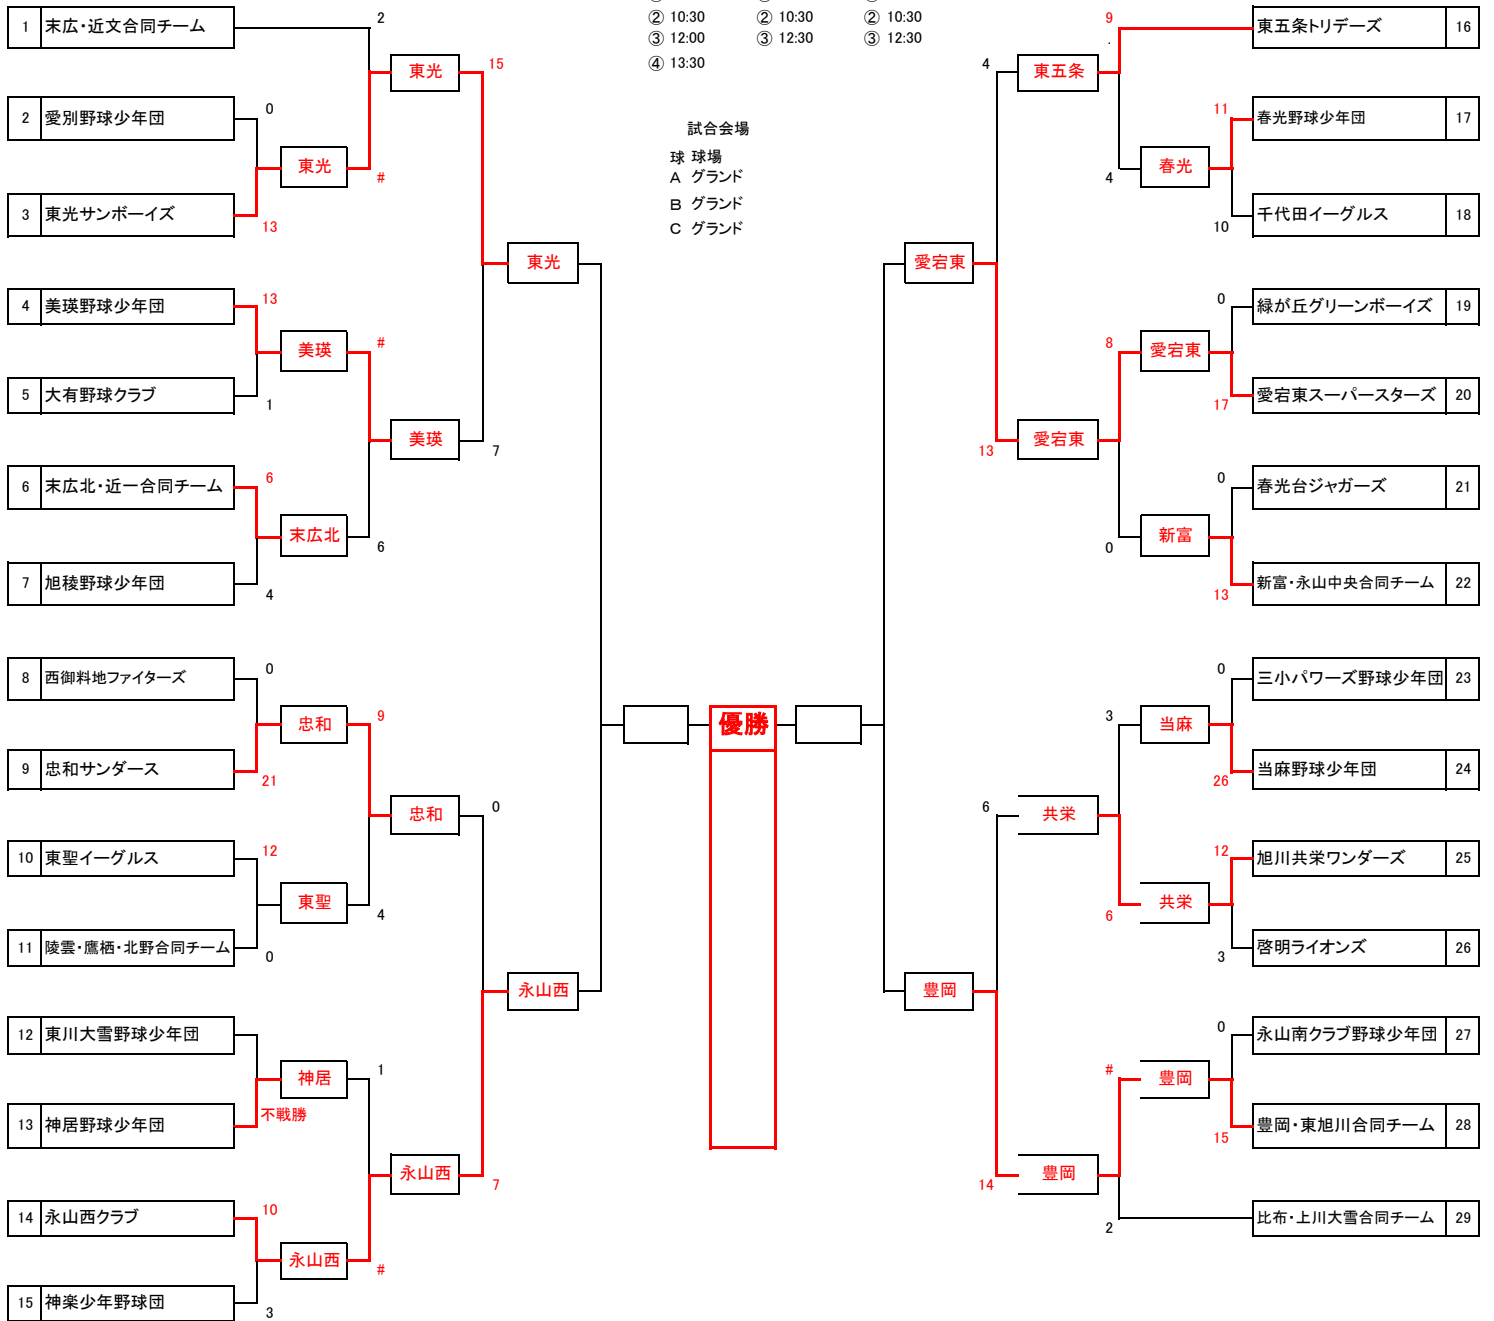 ② 10:30 ② 10:30 ② 10:30
③ 12:00 ③ 12:30 ③ 12:30
④ 13:30
試合会場
球 球場
A グランド
B グランド
C グランド
1 末広・近文合同チーム 2
2 愛別野球少年団 0
東光 #
東光 15
3 東光サンボーイズ 13
東光
4 美瑛野球少年団 13
美瑛 #
5 大有野球クラブ 1
美瑛 7
6 末広北・近一合同チーム 6
末広北 6
7 旭稜野球少年団 4
8 西御料地ファイターズ 0
忠和 9
9 忠和サンダース 21
忠和 0
10 東聖イーグルス 12
東聖 4
11 陵雲・鷹栖・北野合同チーム 0
永山西
12 東川大雪野球少年団
神居 1
13 神居野球少年団 不戦勝
永山西 7
14 永山西クラブ 10
永山西 #
15 神楽少年野球団 3
優勝
9 東五条トリデーズ 16
4 東五条
11 春光野球少年団 17
4 春光
10 千代田イーグルス 18
愛宕東
0 緑が丘グリーンボーイズ 19
8 愛宕東
17 愛宕東スーパースターズ 20
13 愛宕東
0 春光台ジャガーズ 21
0 新富
13 新富・永山中央合同チーム 22
0 三小パワーズ野球少年団 23
3 当麻
26 当麻野球少年団 24
6 共栄
12 旭川共栄ワンダーズ 25
6 共栄
3 啓明ライオンズ 26
豊岡
0 永山南クラブ野球少年団 27
# 豊岡
15 豊岡・東旭川合同チーム 28
14 豊岡
2 比布・上川大雪合同チーム 29